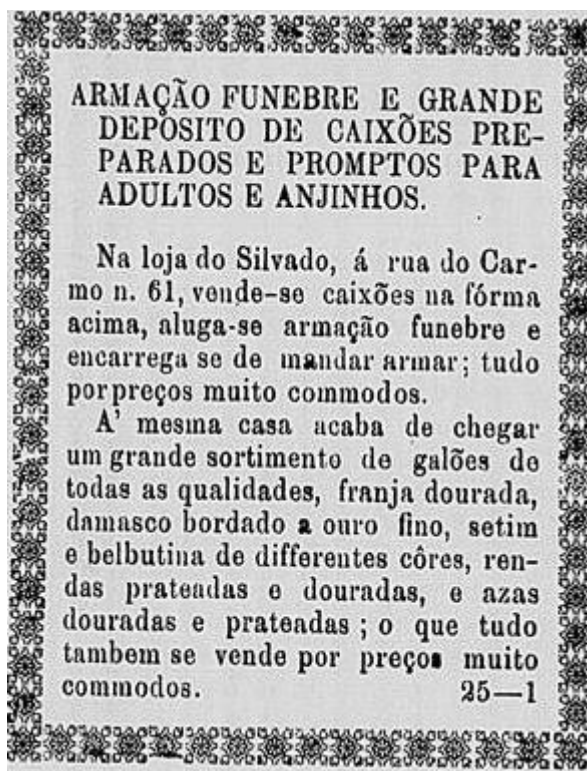 ARMAÇÃO FUNEBRE E GRANDE
DEPOSITO DE CAIXÕES PRE-
PARADOS E PROMPTOS PARA
ADULTOS E ANJINHOS.
Na loja do Silvado, á rua do Car-
mo n. 61, vende-se caixões na fórma
acima, aluga-se armação funebre e
encarrega se de mandar armar; tudo
por preços muito commodos.
A' mesma casa acaba de chegar
um grande sortimento de galões de
todas as qualidades, franja dourada,
damasco bordado a ouro fino, setim
e belbutina de differentes côres, ren-
das prateadas e douradas, e azas
douradas e prateadas; o que tudo
tambem se vende por preços muito
commodos. 25—1